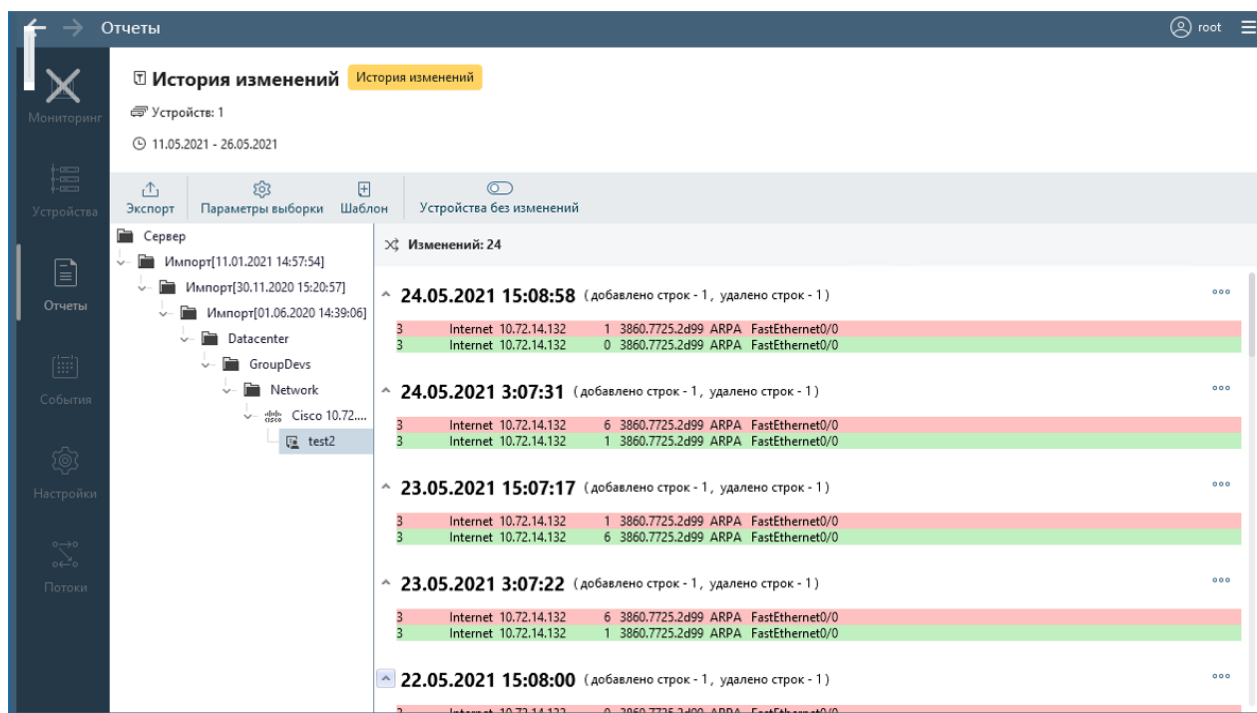 Отчеты
root
История изменений История изменений
Устройств: 1
11.05.2021 - 26.05.2021
Экспорт Параметры выборки Шаблон Устройства без изменений
Мониторинг
Устройства
Отчеты
События
Настройки
Потоки
Сервер
Импорт[11.01.2021 14:57:54]
Импорт[30.11.2020 15:20:57]
Импорт[01.06.2020 14:39:06]
Datacenter
GroupDevs
Network
cisco Cisco 10.72....
test2
Изменений: 24
24.05.2021 15:08:58 (добавлено строк - 1, удалено строк - 1)
3 Internet 10.72.14.132 1 3860.7725.2d99 ARPA FastEthernet0/0
3 Internet 10.72.14.132 0 3860.7725.2d99 ARPA FastEthernet0/0
24.05.2021 3:07:31 (добавлено строк - 1, удалено строк - 1)
3 Internet 10.72.14.132 6 3860.7725.2d99 ARPA FastEthernet0/0
3 Internet 10.72.14.132 1 3860.7725.2d99 ARPA FastEthernet0/0
23.05.2021 15:07:17 (добавлено строк - 1, удалено строк - 1)
3 Internet 10.72.14.132 1 3860.7725.2d99 ARPA FastEthernet0/0
3 Internet 10.72.14.132 6 3860.7725.2d99 ARPA FastEthernet0/0
23.05.2021 3:07:22 (добавлено строк - 1, удалено строк - 1)
3 Internet 10.72.14.132 6 3860.7725.2d99 ARPA FastEthernet0/0
3 Internet 10.72.14.132 1 3860.7725.2d99 ARPA FastEthernet0/0
22.05.2021 15:08:00 (добавлено строк - 1, удалено строк - 1)